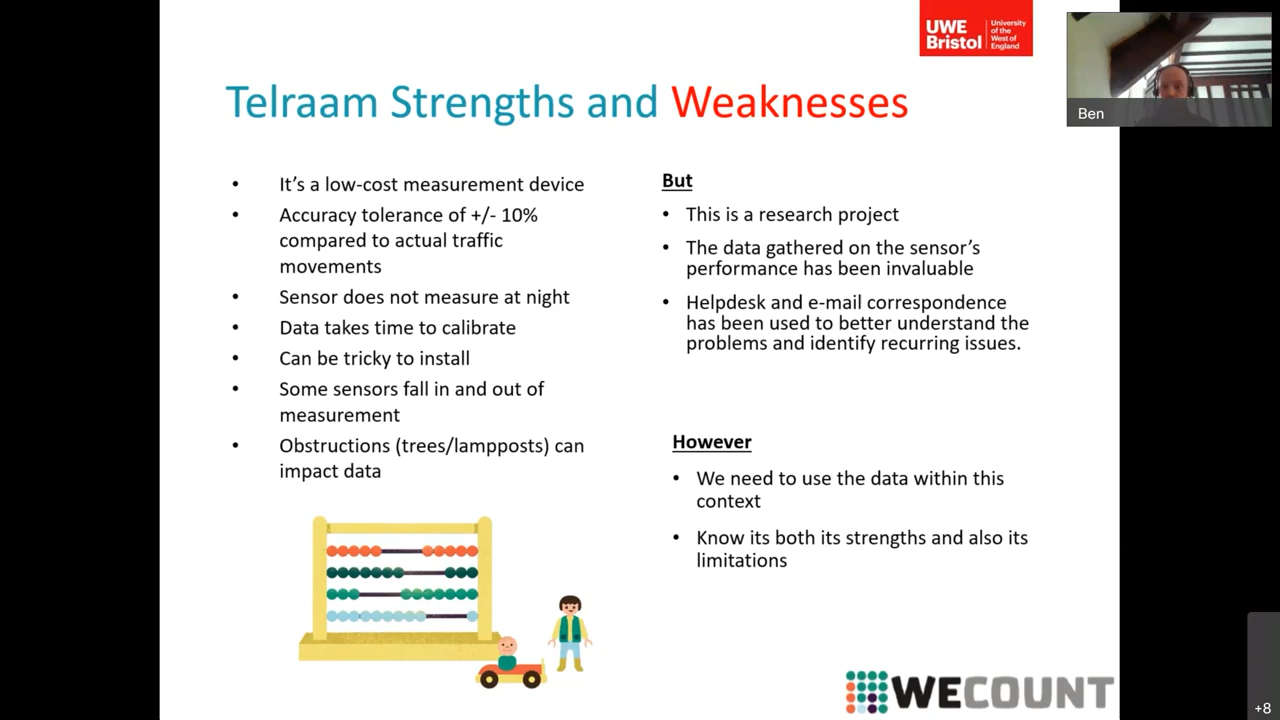 UWE
Bristol
University
of the
West of
England
Ben
Telraam Strengths and Weaknesses
• It’s a low-cost measurement device
• Accuracy tolerance of +/- 10%
compared to actual traffic
movements
• Sensor does not measure at night
• Data takes time to calibrate
• Can be tricky to install
• Some sensors fall in and out of
measurement
• Obstructions (trees/lampposts) can
impact data
But
• This is a research project
• The data gathered on the sensor’s
performance has been invaluable
• Helpdesk and e-mail correspondence
has been used to better understand the
problems and identify recurring issues.
However
• We need to use the data within this
context
• Know its both its strengths and also its
limitations
WECOUNT
+8